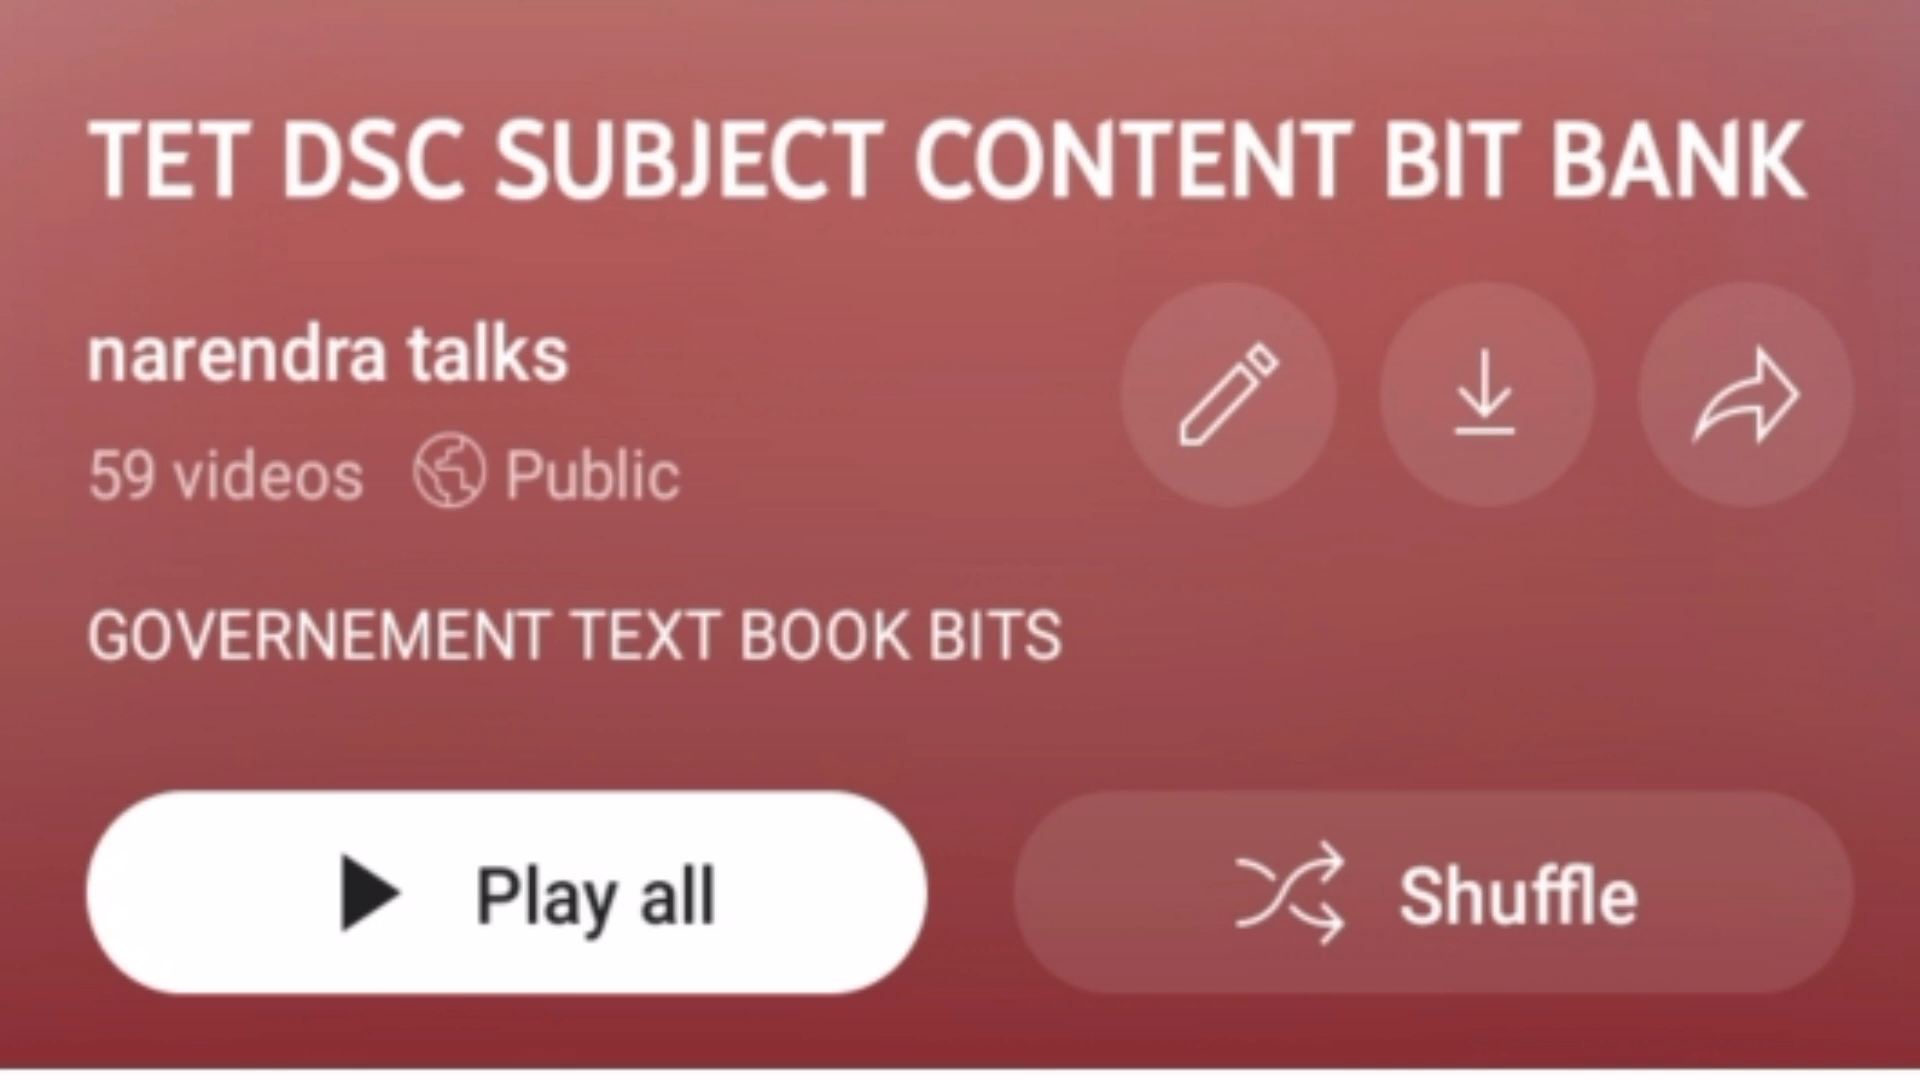 TET DSC SUBJECT CONTENT BIT BANK
narendra talks
59 videos Public
GOVERNEMENT TEXT BOOK BITS
Play all Shuffle